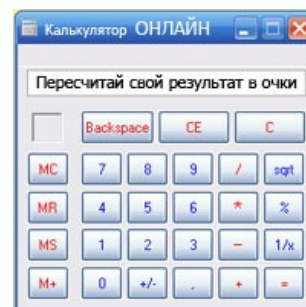 Калькулятор ОНЛАЙН
Пересчитай свой результат в очки
Backspace CE C
MC 7 8 9 / sqrt
MR 4 5 6 * %
MS 1 2 3 - 1/x
M+ 0 +/- , + =